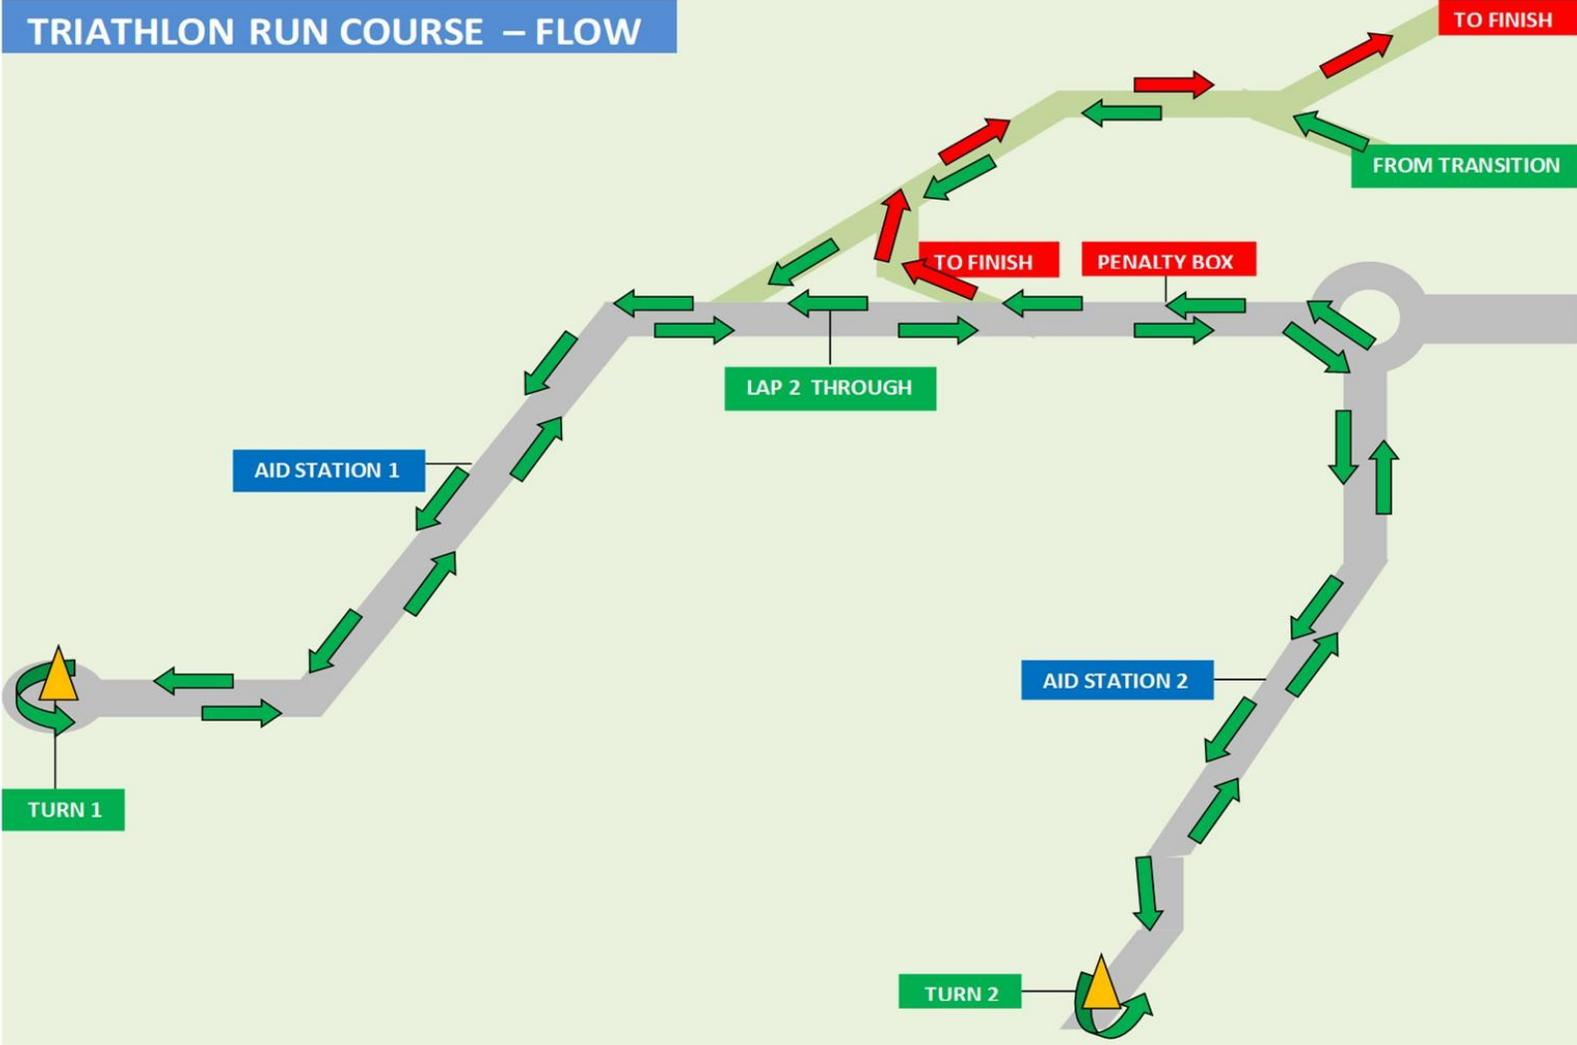 TRIATHLON RUN COURSE – FLOW
TO FINISH
FROM TRANSITION
TO FINISH
PENALTY BOX
LAP 2 THROUGH
AID STATION 1
AID STATION 2
TURN 1
TURN 2